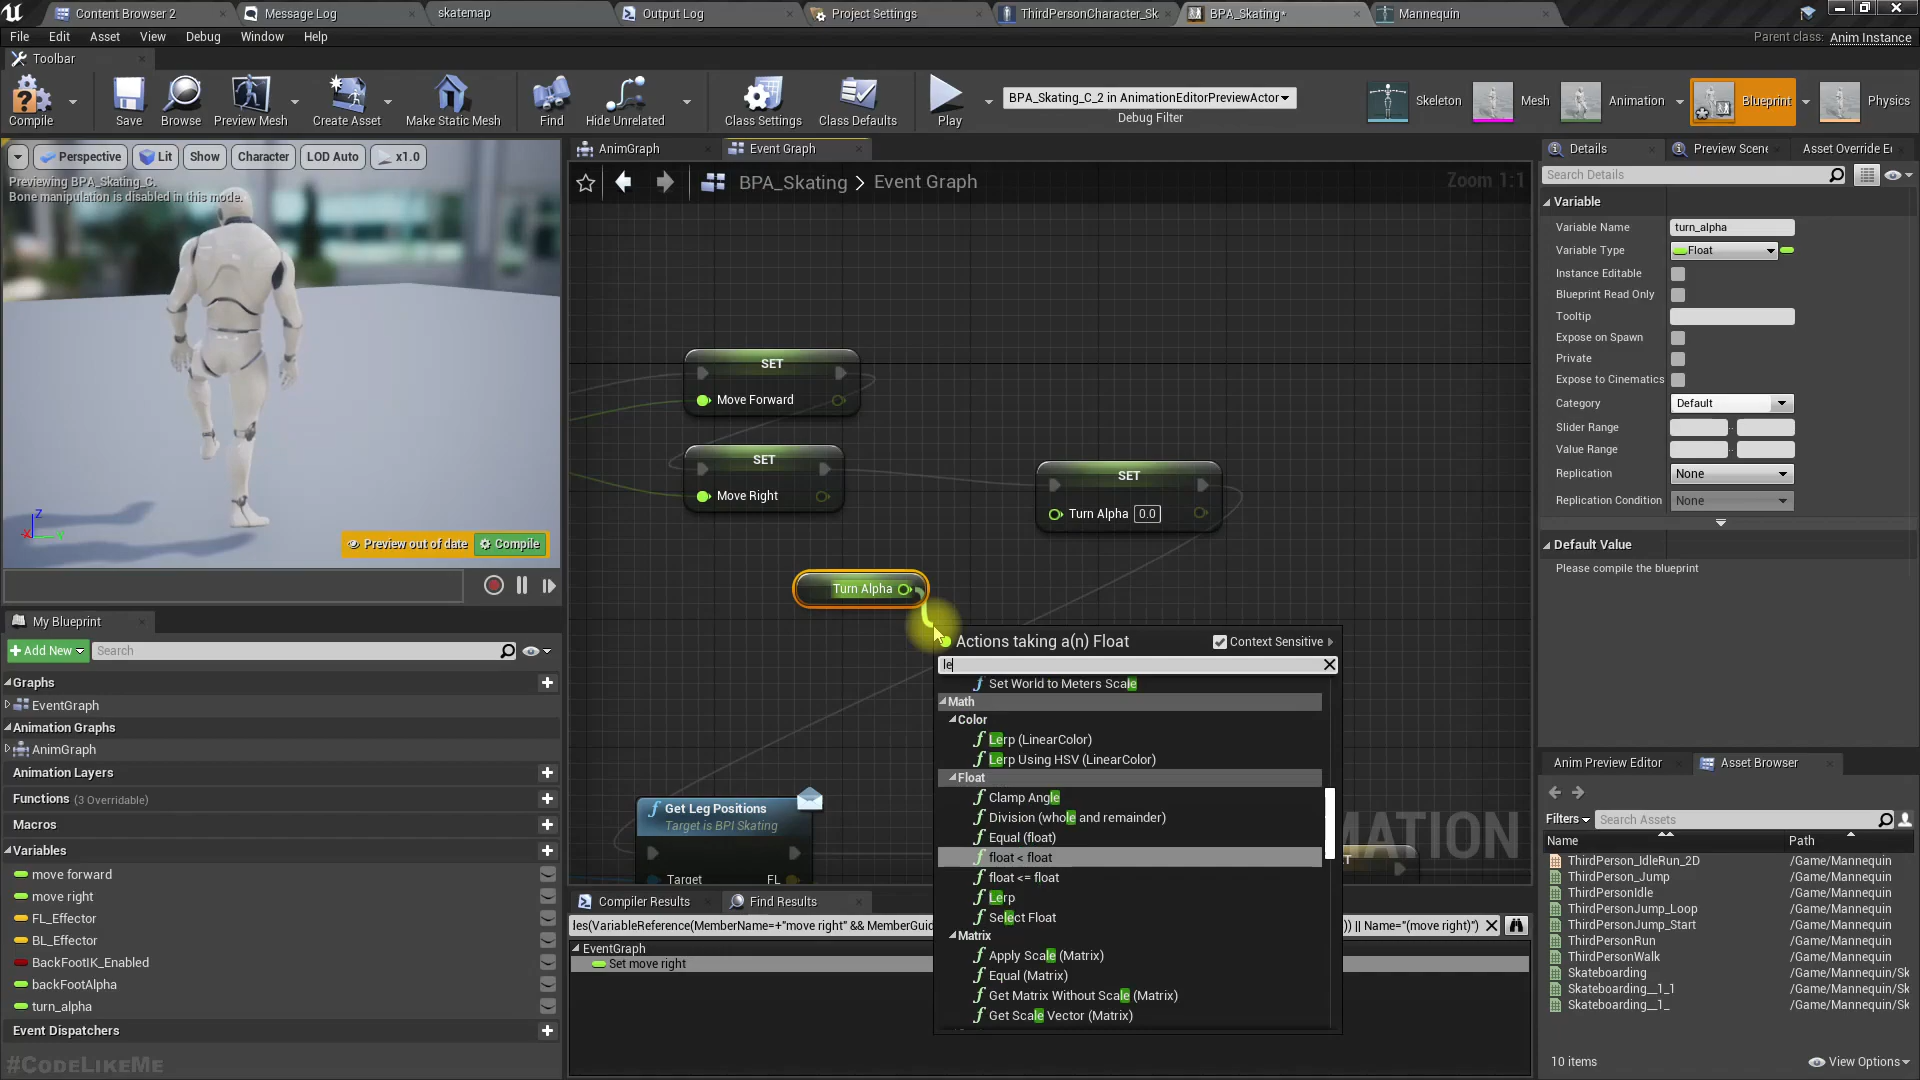 Content Browser 2
Message Log
skatemap
Output Log
Project Settings
ThirdPersonCharacter_Sk
BPA_Skating*
Mannequin
File Edit Asset View Debug Window Help
Parent class: Anim Instance
Toolbar
Compile
Save
Browse
Preview Mesh
Create Asset
Make Static Mesh
Find
Hide Unrelated
Class Settings
Class Defaults
Play
BPA_Skating_C_2 in AnimationEditorPreviewActor
Debug Filter
Skeleton
Mesh
Animation
Blueprint
Physics
Perspective
Lit
Show
Character
LOD Auto
x1.0
Previewing BPA_Skating_C.
Bone manipulation is disabled in this mode.
Z
X
Y
Preview out of date
Compile
AnimGraph
Event Graph
BPA_Skating > Event Graph
Zoom 1:1
SET
Move Forward
SET
Move Right
SET
Turn Alpha 0.0
Turn Alpha
Get Leg Positions
Target is BPI Skating
Target
FL
Actions taking a(n) Float
Context Sensitive
le
Set World to Meters Scale
Math
Color
Lerp (LinearColor)
Lerp Using HSV (LinearColor)
Float
Clamp Angle
Division (whole and remainder)
Equal (float)
float < float
float <= float
Lerp
Select Float
Matrix
Apply Scale (Matrix)
Equal (Matrix)
Get Matrix Without Scale (Matrix)
Get Scale Vector (Matrix)
MATION
Compiler Results
Find Results
les(VariableReference(MemberName=+"move right" && MemberGuid
)) || Name="(move right)")
EventGraph
Set move right
My Blueprint
Add New
Search
Graphs
EventGraph
Animation Graphs
AnimGraph
Animation Layers
Functions (3 Overridable)
Macros
Variables
move forward
move right
FL_Effector
BL_Effector
BackFootIK_Enabled
backFootAlpha
turn_alpha
Event Dispatchers
#CodeLikeMe
Details
Preview Scene
Asset Override E
Search Details
Variable
Variable Name turn_alpha
Variable Type Float
Instance Editable
Blueprint Read Only
Tooltip
Expose on Spawn
Private
Expose to Cinematics
Category Default
Slider Range
Value Range
Replication None
Replication Condition None
Default Value
Please compile the blueprint
Anim Preview Editor
Asset Browser
Filters
Search Assets
Name Path
ThirdPerson_IdleRun_2D /Game/Mannequin
ThirdPerson_Jump /Game/Mannequin
ThirdPersonIdle /Game/Mannequin
ThirdPersonJump_Loop /Game/Mannequin
ThirdPersonJump_Start /Game/Mannequin
ThirdPersonRun /Game/Mannequin
ThirdPersonWalk /Game/Mannequin
Skateboarding /Game/Mannequin/Sk
Skateboarding__1_1 /Game/Mannequin/Sk
Skateboarding__1_ /Game/Mannequin/Sk
10 items
View Options